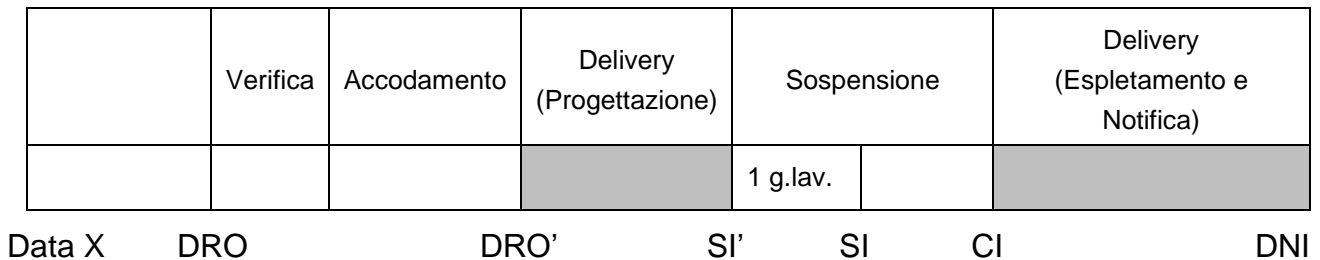 Verifica Accodamento Delivery (Progettazione) Sospensione Delivery (Espletamento e Notifica)
1 g.lav.
Data X DRO DRO’ SI’ SI CI DNI